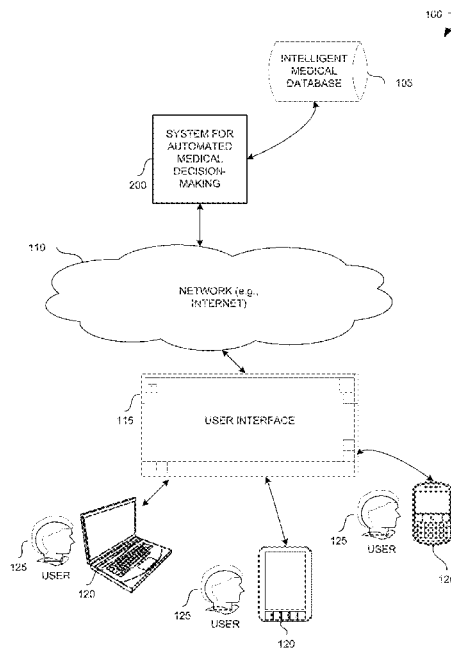 100
INTELLIGENT
MEDICAL
DATABASE
105
SYSTEM FOR
AUTOMATED
MEDICAL
DECISION-
MAKING
200
110
NETWORK (e.g.,
INTERNET)
115
USER INTERFACE
125
USER
120
125
USER
120
125
USER
120